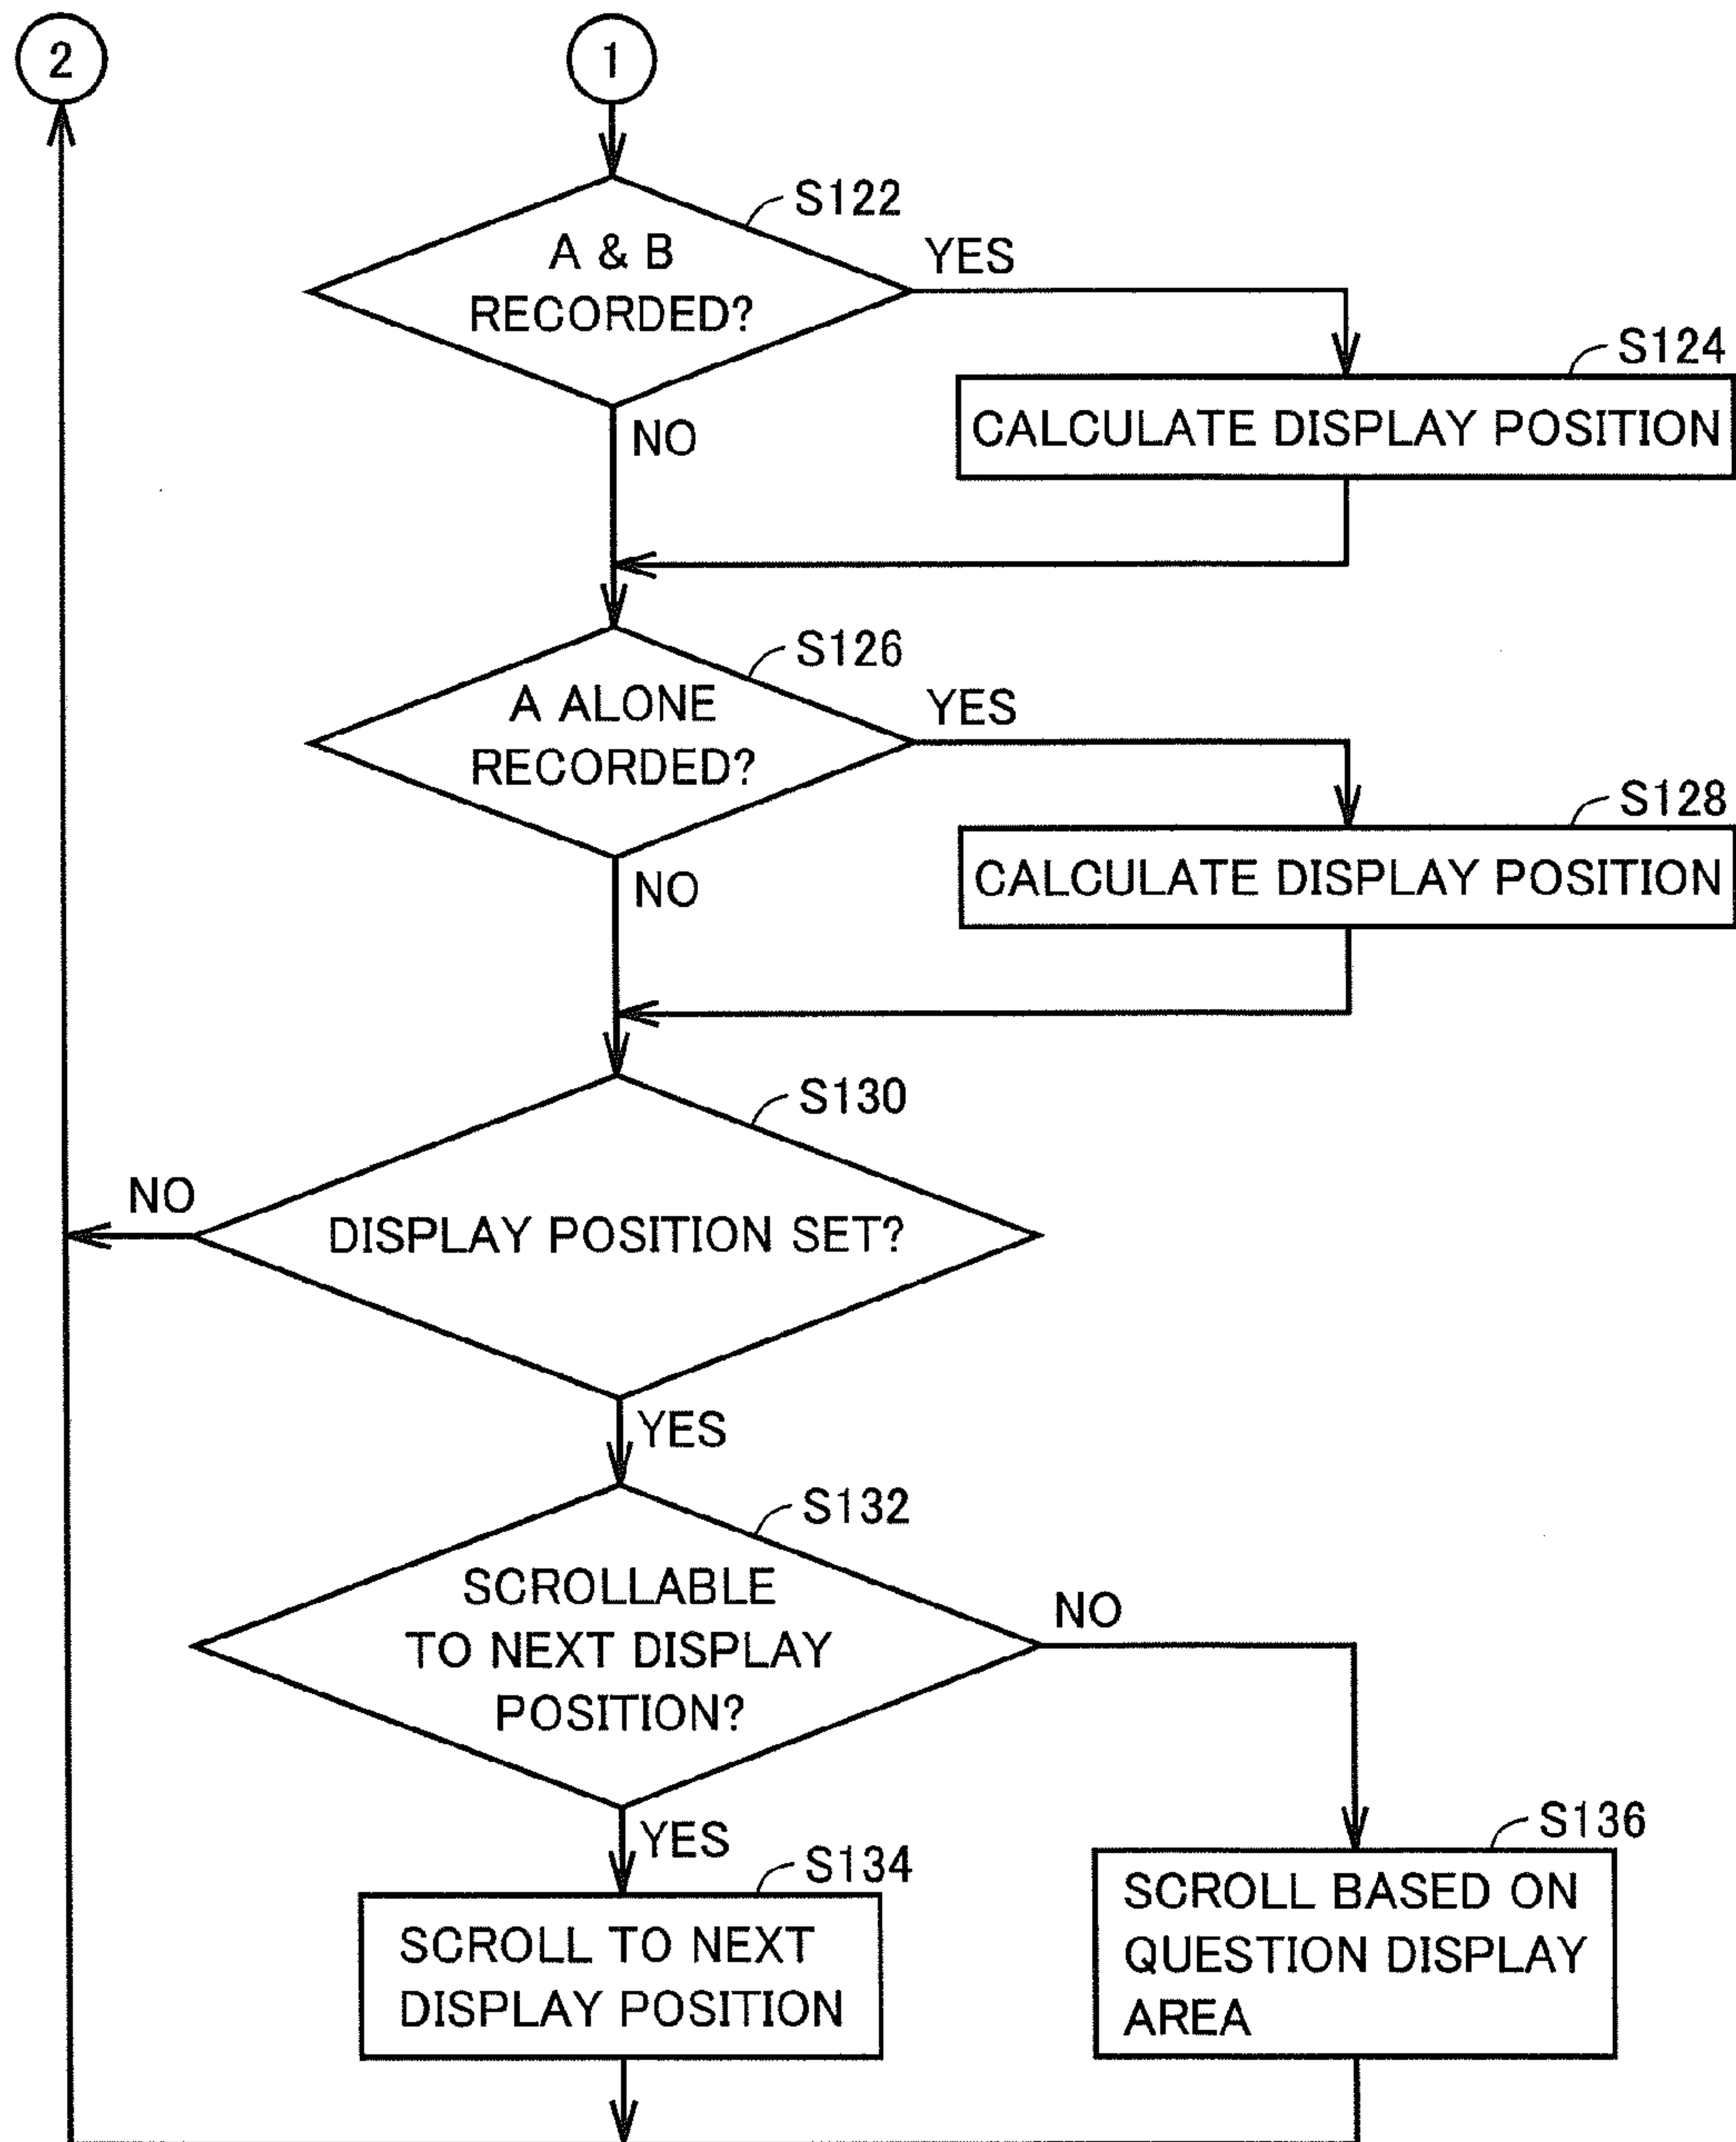 2
1
S122
A & B
RECORDED?
YES
NO
S124
CALCULATE DISPLAY POSITION
S126
A ALONE
RECORDED?
YES
NO
S128
CALCULATE DISPLAY POSITION
S130
DISPLAY POSITION SET?
NO
YES
S132
SCROLLABLE
TO NEXT DISPLAY
POSITION?
NO
YES
S134
SCROLL TO NEXT
DISPLAY POSITION
S136
SCROLL BASED ON
QUESTION DISPLAY
AREA